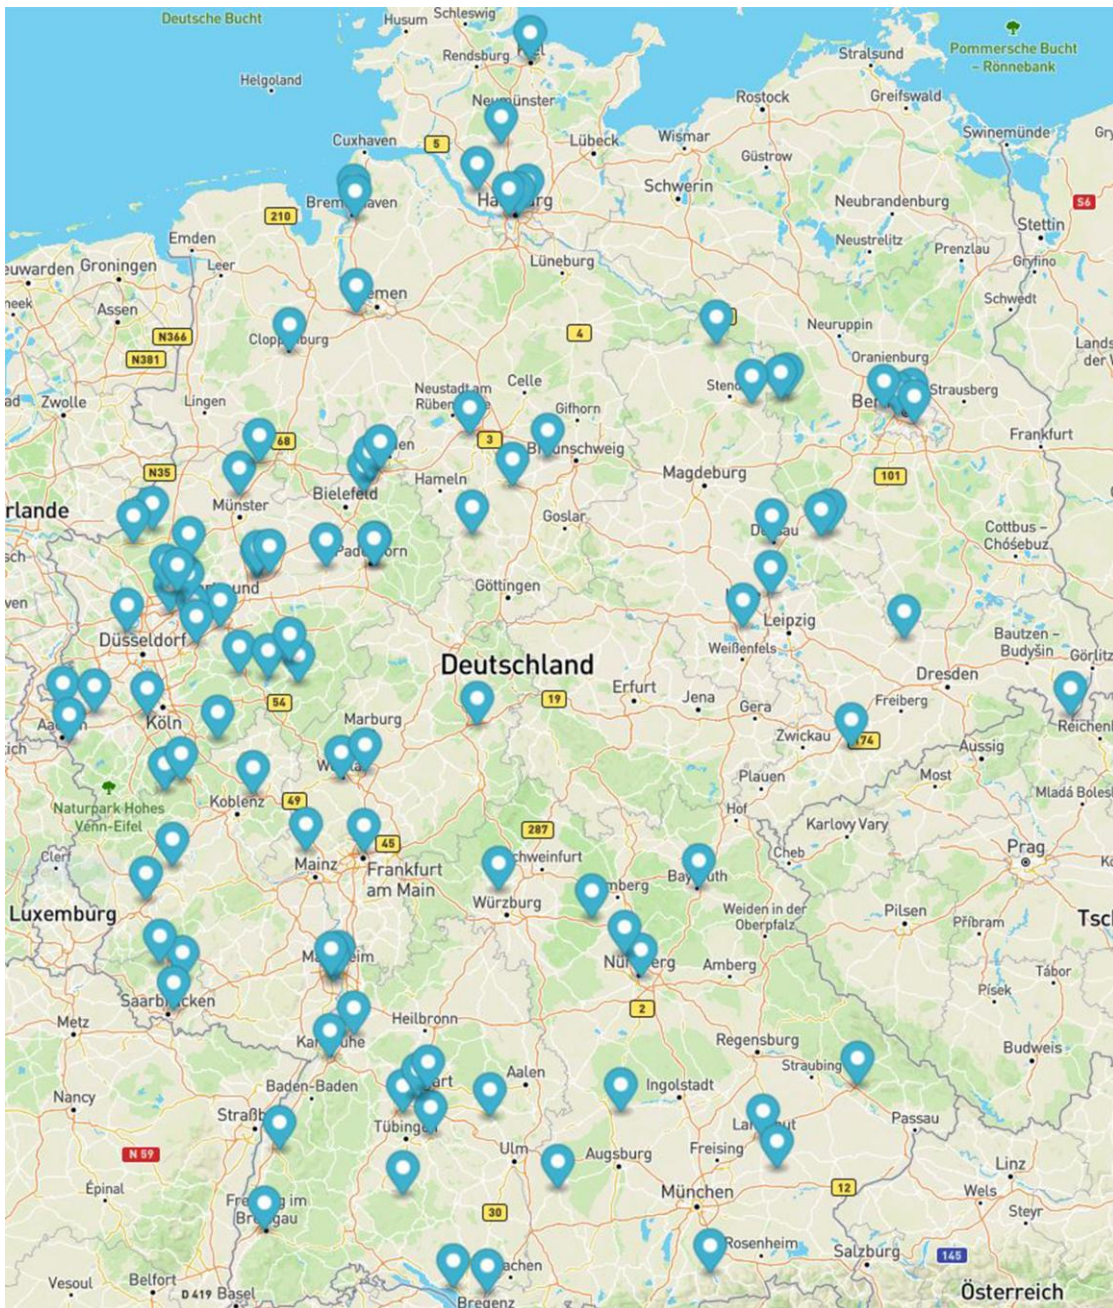 Deutsche Bucht
Husum
Schleswig
Rendsburg
Stralsund
Pommersche Bucht
– Rönnebank
Helgoland
Neumünster
Rostock
Greifswald
Cuxhaven
5
Lübeck
Wismar
Swinemünde
Güstrow
Schwerin
210
Neubrandenburg
S6
Stettin
Emden
Neustrelitz
Prenzlau
Groningen
Leer
Lüneburg
Gryfino
Assen
Schwedt
N366
4
Neuruppin
N381
Oranienburg
Celle
Strausberg
Zwolle
Lingen
Neustadt am
Gifhorn
68
3
Frankfurt
N35
Hameln
Magdeburg
101
Münster
Bielefeld
rlande
Goslar
Cottbus –
Chóśebuz
Göttingen
Düsseldorf
Leipzig
Weißenfels
Bautzen –
Budyšin
Görlitz
Deutschland
Erfurt
Jena
Gera
Dresden
Freiberg
54
19
Köln
Marburg
Zwickau
Aussig
Plauen
Most
Naturpark Hohes
Venn-Eifel
Koblenz
49
Hof
Mladá Boles
287
Karlovy Vary
Clerf
45
Mainz
Frankfurt
am Main
Cheb
Prag
Würzburg
Luxemburg
Weiden in der
Oberpfalz
Pilsen
Příbram
Tsch
Amberg
Tábor
Saarbrücken
Písek
Metz
2
Heilbronn
Regensburg
Budweis
Straubing
Baden-Baden
Aalen
Ingolstadt
Nancy
Passau
Tübingen
N 59
Ulm
Augsburg
Freising
Linz
Épinal
München
12
Wels
Steyr
30
Rosenheim
Salzburg
145
Vesoul
Belfort
D 419
Basel
Bregenz
Österreich